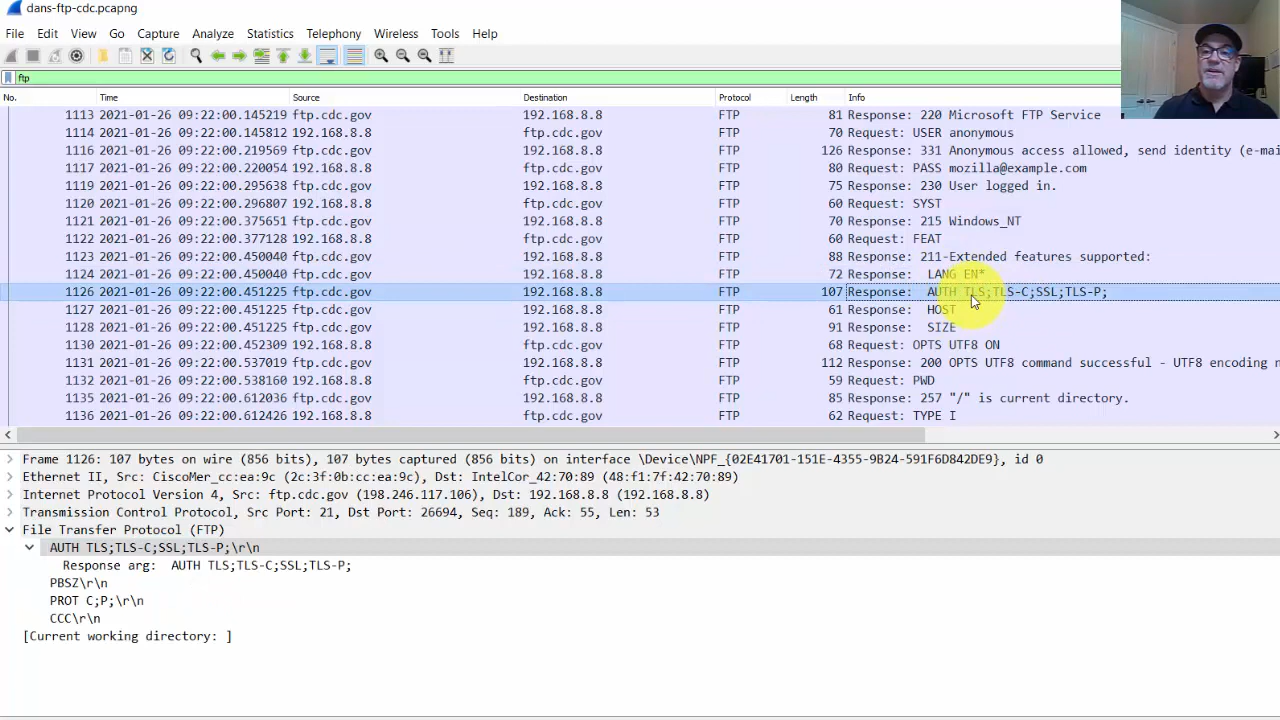 dans-ftp-cdc.pcapng
File Edit View Go Capture Analyze Statistics Telephony Wireless Tools Help
ftp
No. Time Source Destination Protocol Length Info
1113 2021-01-26 09:22:00.145219 ftp.cdc.gov 192.168.8.8 FTP 81 Response: 220 Microsoft FTP Service
1114 2021-01-26 09:22:00.145812 192.168.8.8 ftp.cdc.gov FTP 70 Request: USER anonymous
1116 2021-01-26 09:22:00.219569 ftp.cdc.gov 192.168.8.8 FTP 126 Response: 331 Anonymous access allowed, send identity (e-mai
1117 2021-01-26 09:22:00.220054 192.168.8.8 ftp.cdc.gov FTP 80 Request: PASS mozilla@example.com
1119 2021-01-26 09:22:00.295638 ftp.cdc.gov 192.168.8.8 FTP 75 Response: 230 User logged in.
1120 2021-01-26 09:22:00.296807 192.168.8.8 ftp.cdc.gov FTP 60 Request: SYST
1121 2021-01-26 09:22:00.375651 ftp.cdc.gov 192.168.8.8 FTP 70 Response: 215 Windows_NT
1122 2021-01-26 09:22:00.377128 192.168.8.8 ftp.cdc.gov FTP 60 Request: FEAT
1123 2021-01-26 09:22:00.450040 ftp.cdc.gov 192.168.8.8 FTP 88 Response: 211-Extended features supported:
1124 2021-01-26 09:22:00.450040 ftp.cdc.gov 192.168.8.8 FTP 72 Response: LANG EN*
1126 2021-01-26 09:22:00.451225 ftp.cdc.gov 192.168.8.8 FTP 107 Response: AUTH TLS;TLS-C;SSL;TLS-P;
1127 2021-01-26 09:22:00.451225 ftp.cdc.gov 192.168.8.8 FTP 61 Response: HOST
1128 2021-01-26 09:22:00.451225 ftp.cdc.gov 192.168.8.8 FTP 91 Response: SIZE
1130 2021-01-26 09:22:00.452309 192.168.8.8 ftp.cdc.gov FTP 68 Request: OPTS UTF8 ON
1131 2021-01-26 09:22:00.537019 ftp.cdc.gov 192.168.8.8 FTP 112 Response: 200 OPTS UTF8 command successful - UTF8 encoding n
1132 2021-01-26 09:22:00.538160 192.168.8.8 ftp.cdc.gov FTP 59 Request: PWD
1135 2021-01-26 09:22:00.612036 ftp.cdc.gov 192.168.8.8 FTP 85 Response: 257 "/" is current directory.
1136 2021-01-26 09:22:00.612426 192.168.8.8 ftp.cdc.gov FTP 62 Request: TYPE I
Frame 1126: 107 bytes on wire (856 bits), 107 bytes captured (856 bits) on interface \Device\NPF_{02E41701-151E-4355-9B24-591F6D842DE9}, id 0
Ethernet II, Src: CiscoMer_cc:ea:9c (2c:3f:0b:cc:ea:9c), Dst: IntelCor_42:70:89 (48:f1:7f:42:70:89)
Internet Protocol Version 4, Src: ftp.cdc.gov (198.246.117.106), Dst: 192.168.8.8 (192.168.8.8)
Transmission Control Protocol, Src Port: 21, Dst Port: 26694, Seq: 189, Ack: 55, Len: 53
File Transfer Protocol (FTP)
AUTH TLS;TLS-C;SSL;TLS-P;\r\n
Response arg: AUTH TLS;TLS-C;SSL;TLS-P;
PBSZ\r\n
PROT C;P;\r\n
CCC\r\n
[Current working directory: ]